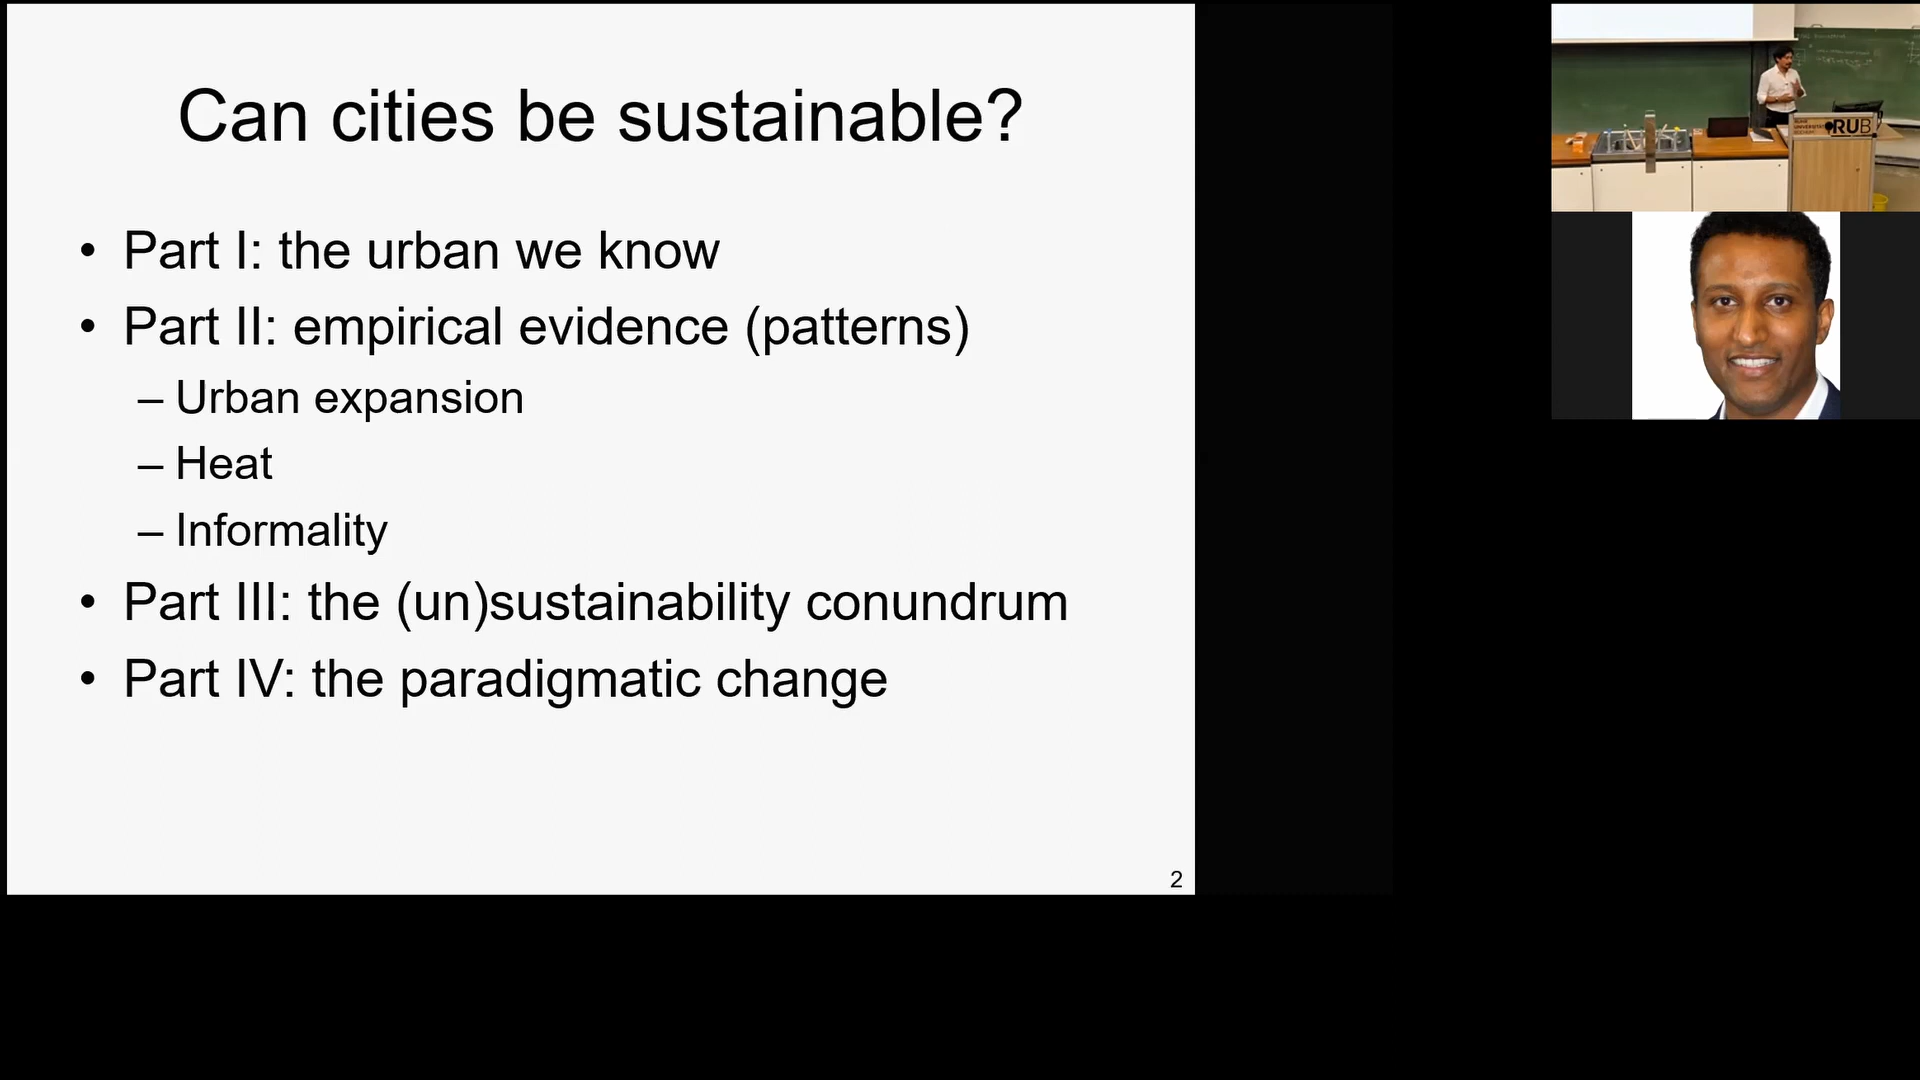 Can cities be sustainable?
• Part I: the urban we know
• Part II: empirical evidence (patterns)
– Urban expansion
– Heat
– Informality
• Part III: the (un)sustainability conundrum
• Part IV: the paradigmatic change
2
RUB